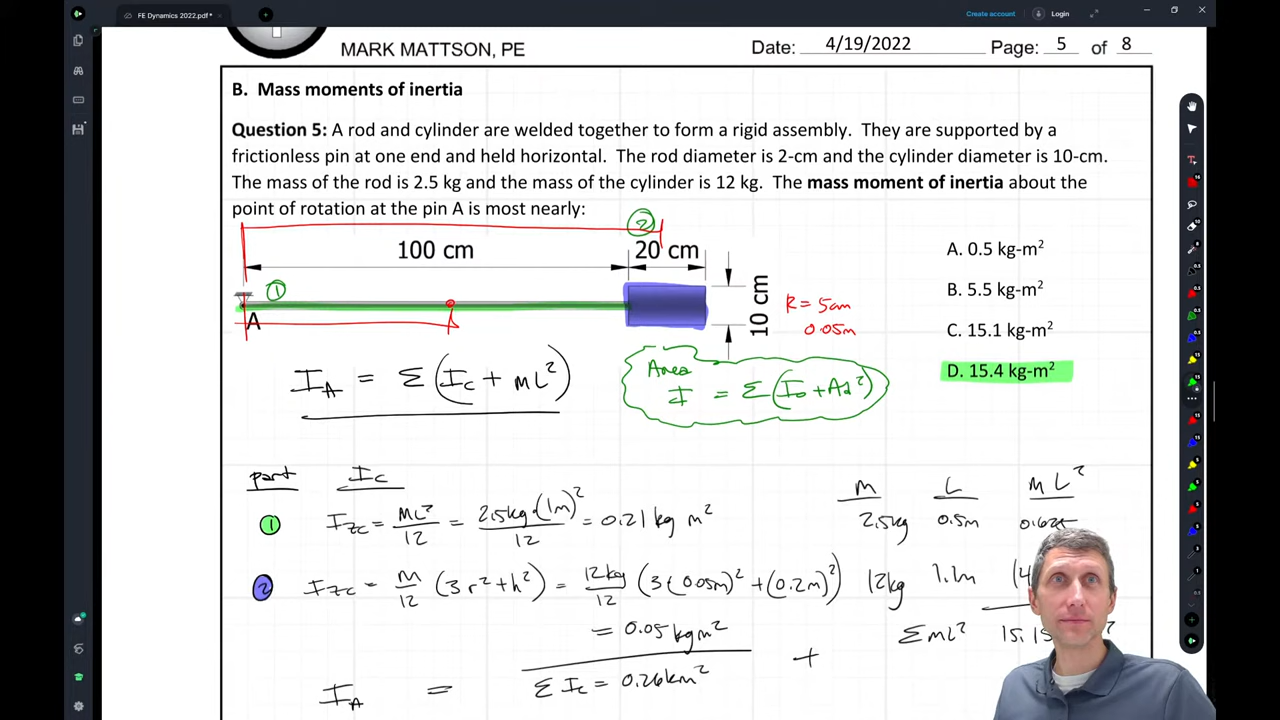 FE Dynamics 2022.pdf*
Create account
Login
MARK MATTSON, PE
Date: 4/19/2022 Page: 5 of 8
B. Mass moments of inertia
Question 5: A rod and cylinder are welded together to form a rigid assembly. They are supported by a
frictionless pin at one end and held horizontal. The rod diameter is 2-cm and the cylinder diameter is 10-cm.
The mass of the rod is 2.5 kg and the mass of the cylinder is 12 kg. The mass moment of inertia about the
point of rotation at the pin A is most nearly:
②
100 cm
20 cm
①
A
10 cm
R = 5cm
0.05m
A. 0.5 kg-m²
B. 5.5 kg-m²
C. 15.1 kg-m²
D. 15.4 kg-m²
I_A = Σ(I_C + mL²)
Area
I = Σ(I_o + Ad²)
part I_C M L ML²
① I_ZC = ML²/12 = 2.5kg·(1m)²/12 = 0.21 kg m² 2.5kg 0.5m 0.625
② I_ZC = M/12 (3r²+h²) = 12kg/12 (3(0.05m)²+(0.2m)²) 12kg 1.1m
= 0.05 kgm² ΣmL² 15.15
I_A = ΣI_C = 0.26km² +